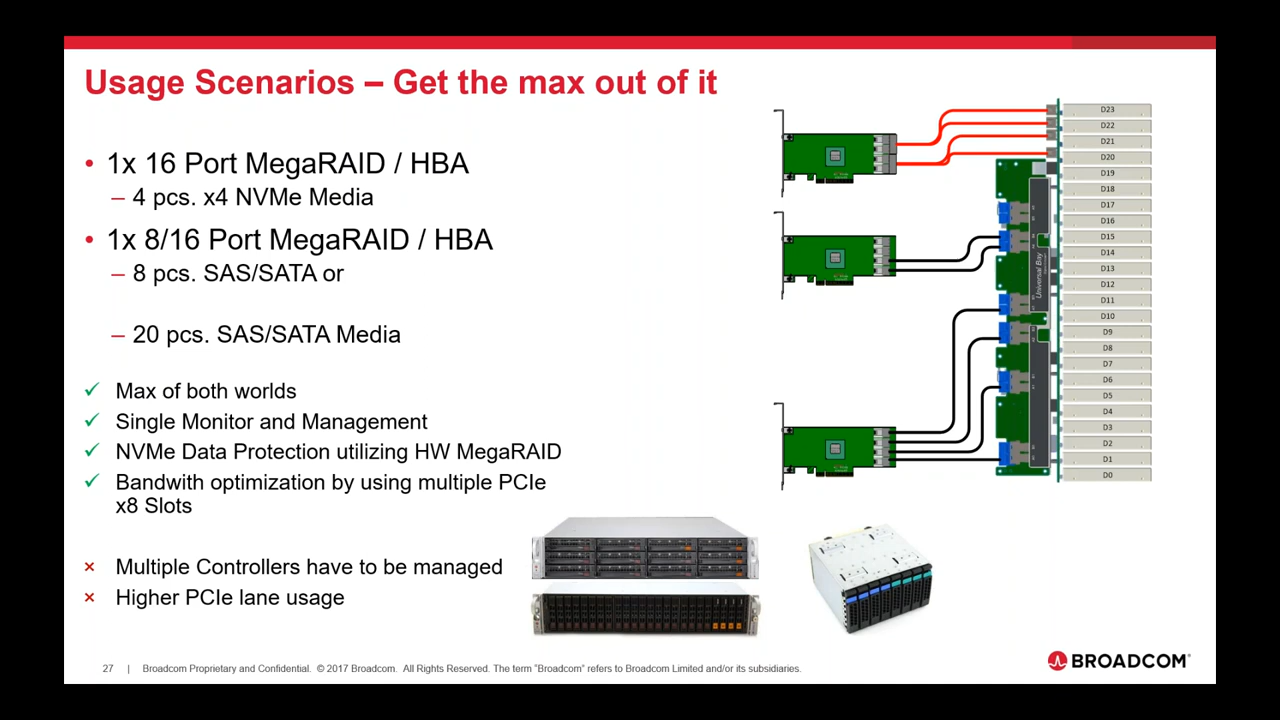 Usage Scenarios – Get the max out of it
• 1x 16 Port MegaRAID / HBA
– 4 pcs. x4 NVMe Media
• 1x 8/16 Port MegaRAID / HBA
– 8 pcs. SAS/SATA or
– 20 pcs. SAS/SATA Media
✓ Max of both worlds
✓ Single Monitor and Management
✓ NVMe Data Protection utilizing HW MegaRAID
✓ Bandwith optimization by using multiple PCIe
x8 Slots
× Multiple Controllers have to be managed
× Higher PCIe lane usage
D23
D22
D21
D20
D19
D18
D17
D16
D15
D14
D13
D12
D11
D10
D9
D8
D7
D6
D5
D4
D3
D2
D1
D0
Universal Bay
27 | Broadcom Proprietary and Confidential. © 2017 Broadcom. All Rights Reserved. The term “Broadcom” refers to Broadcom Limited and/or its subsidiaries.
BROADCOM®